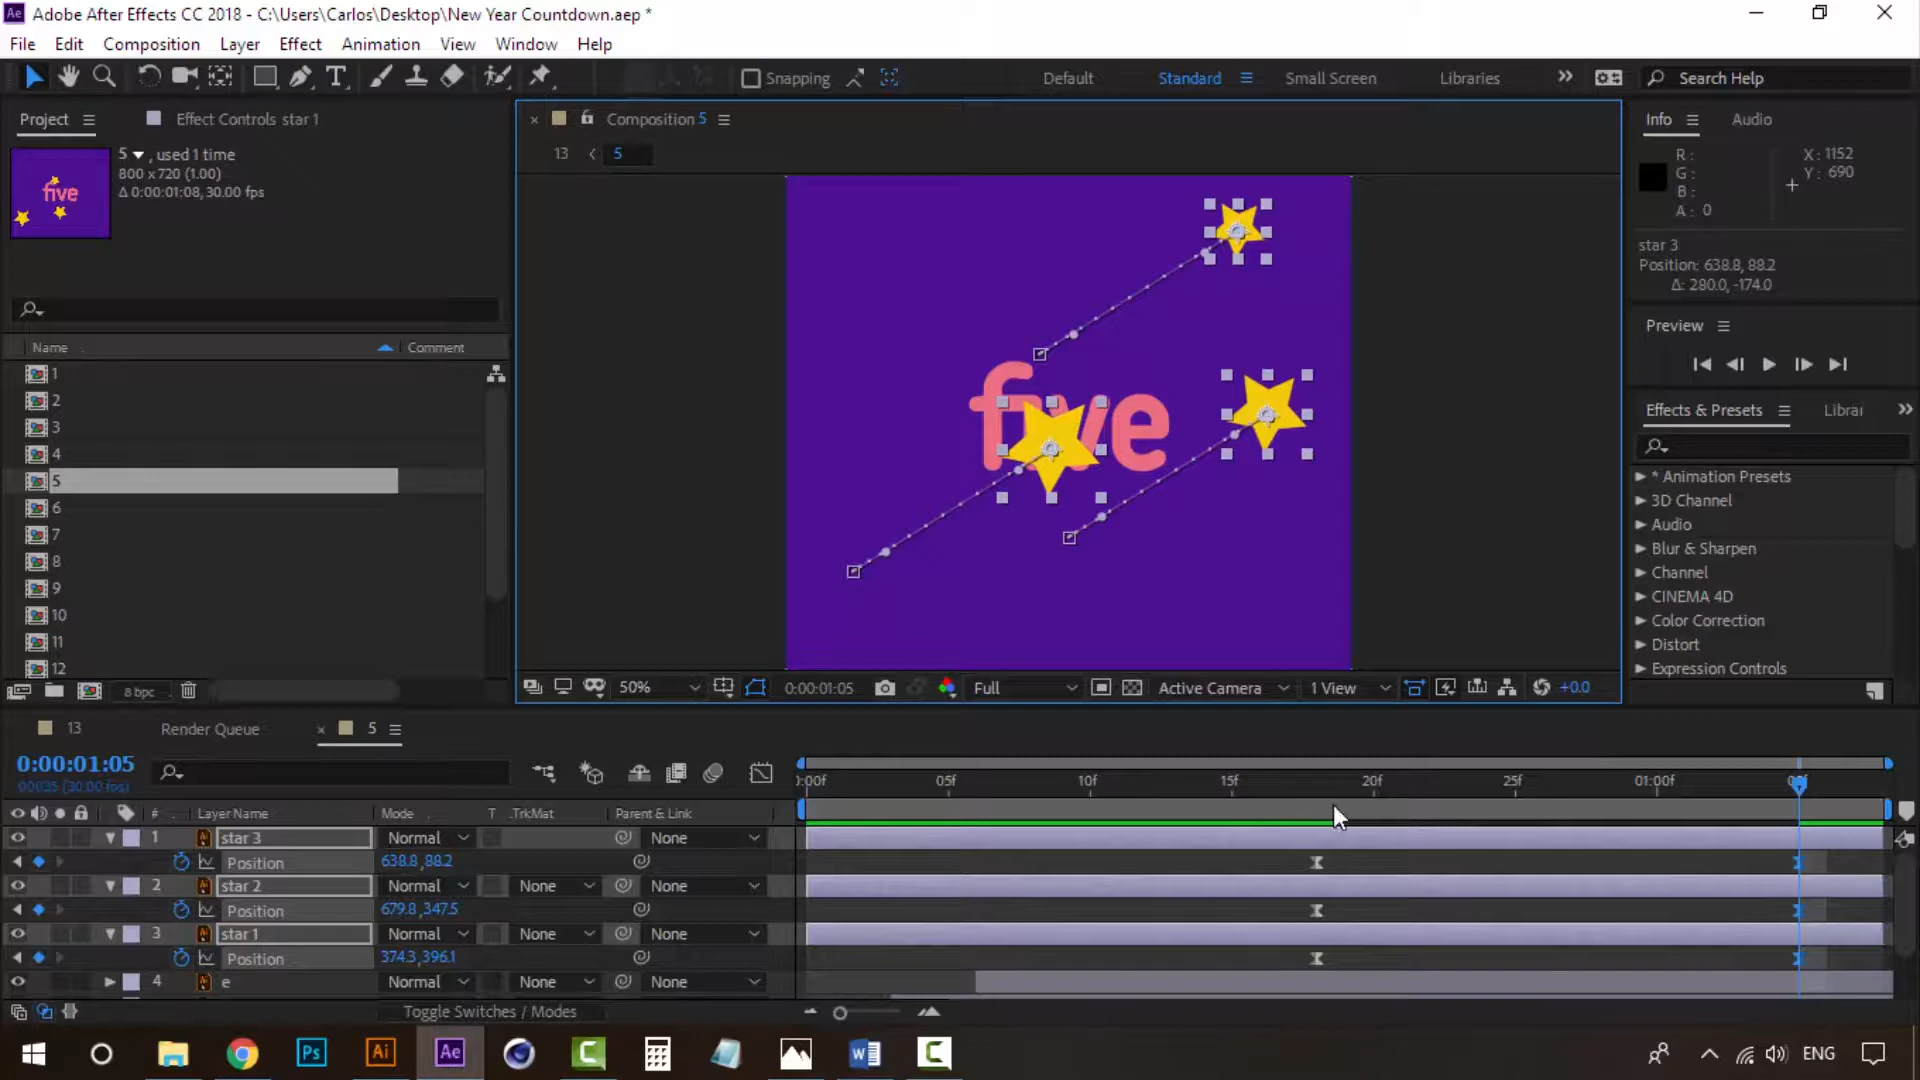 Ae Adobe After Effects CC 2018 - C:\Users\Carlos\Desktop\New Year Countdown.aep *
File Edit Composition Layer Effect Animation View Window Help
Snapping Default Standard Small Screen Libraries Search Help
Project Effect Controls star 1
5 , used 1 time
800 x 720 (1.00)
Δ 0:00:01:08, 30.00 fps
five
Name Comment
1
2
3
4
5
6
7
8
9
10
11
12
8 bpc
Composition 5
13 5
five
50% 0:00:01:05 Full Active Camera 1 View +0.0
Info Audio
R :
G :
B :
A : 0
X : 1152
Y : 690
star 3
Position: 638.8, 88.2
Δ: 280.0, -174.0
Preview
Effects & Presets Librai
* Animation Presets
3D Channel
Audio
Blur & Sharpen
Channel
CINEMA 4D
Color Correction
Distort
Expression Controls
13 Render Queue 5
0:00:01:05
00035 (30.00 fps)
:00f 05f 10f 15f 20f 25f 01:00f
# Layer Name Mode T .TrkMat Parent & Link
1 star 3 Normal None
Position 638.8,88.2
2 star 2 Normal None None
Position 679.8,347.5
3 star 1 Normal None None
Position 374.3,396.1
4 e Normal None None
Toggle Switches / Modes
Ps Ai Ae ENG